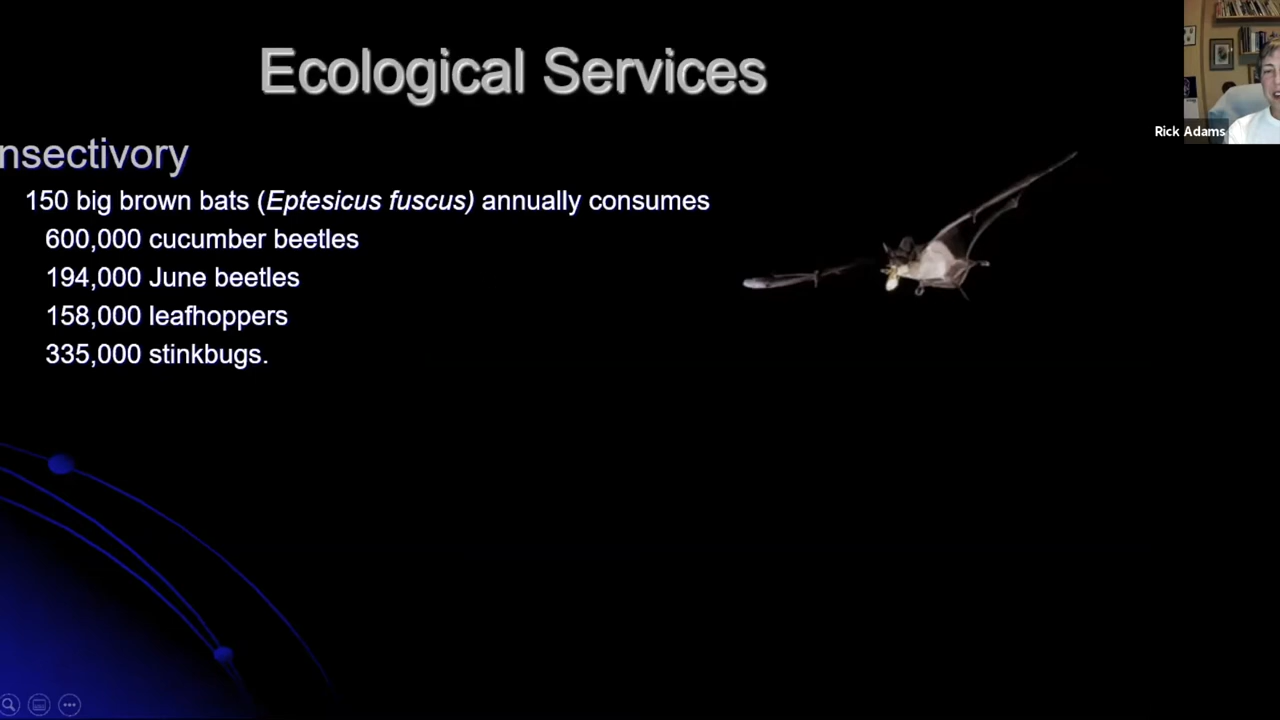 Ecological Services
Rick Adams
nsectivory
150 big brown bats (Eptesicus fuscus) annually consumes
600,000 cucumber beetles
194,000 June beetles
158,000 leafhoppers
335,000 stinkbugs.